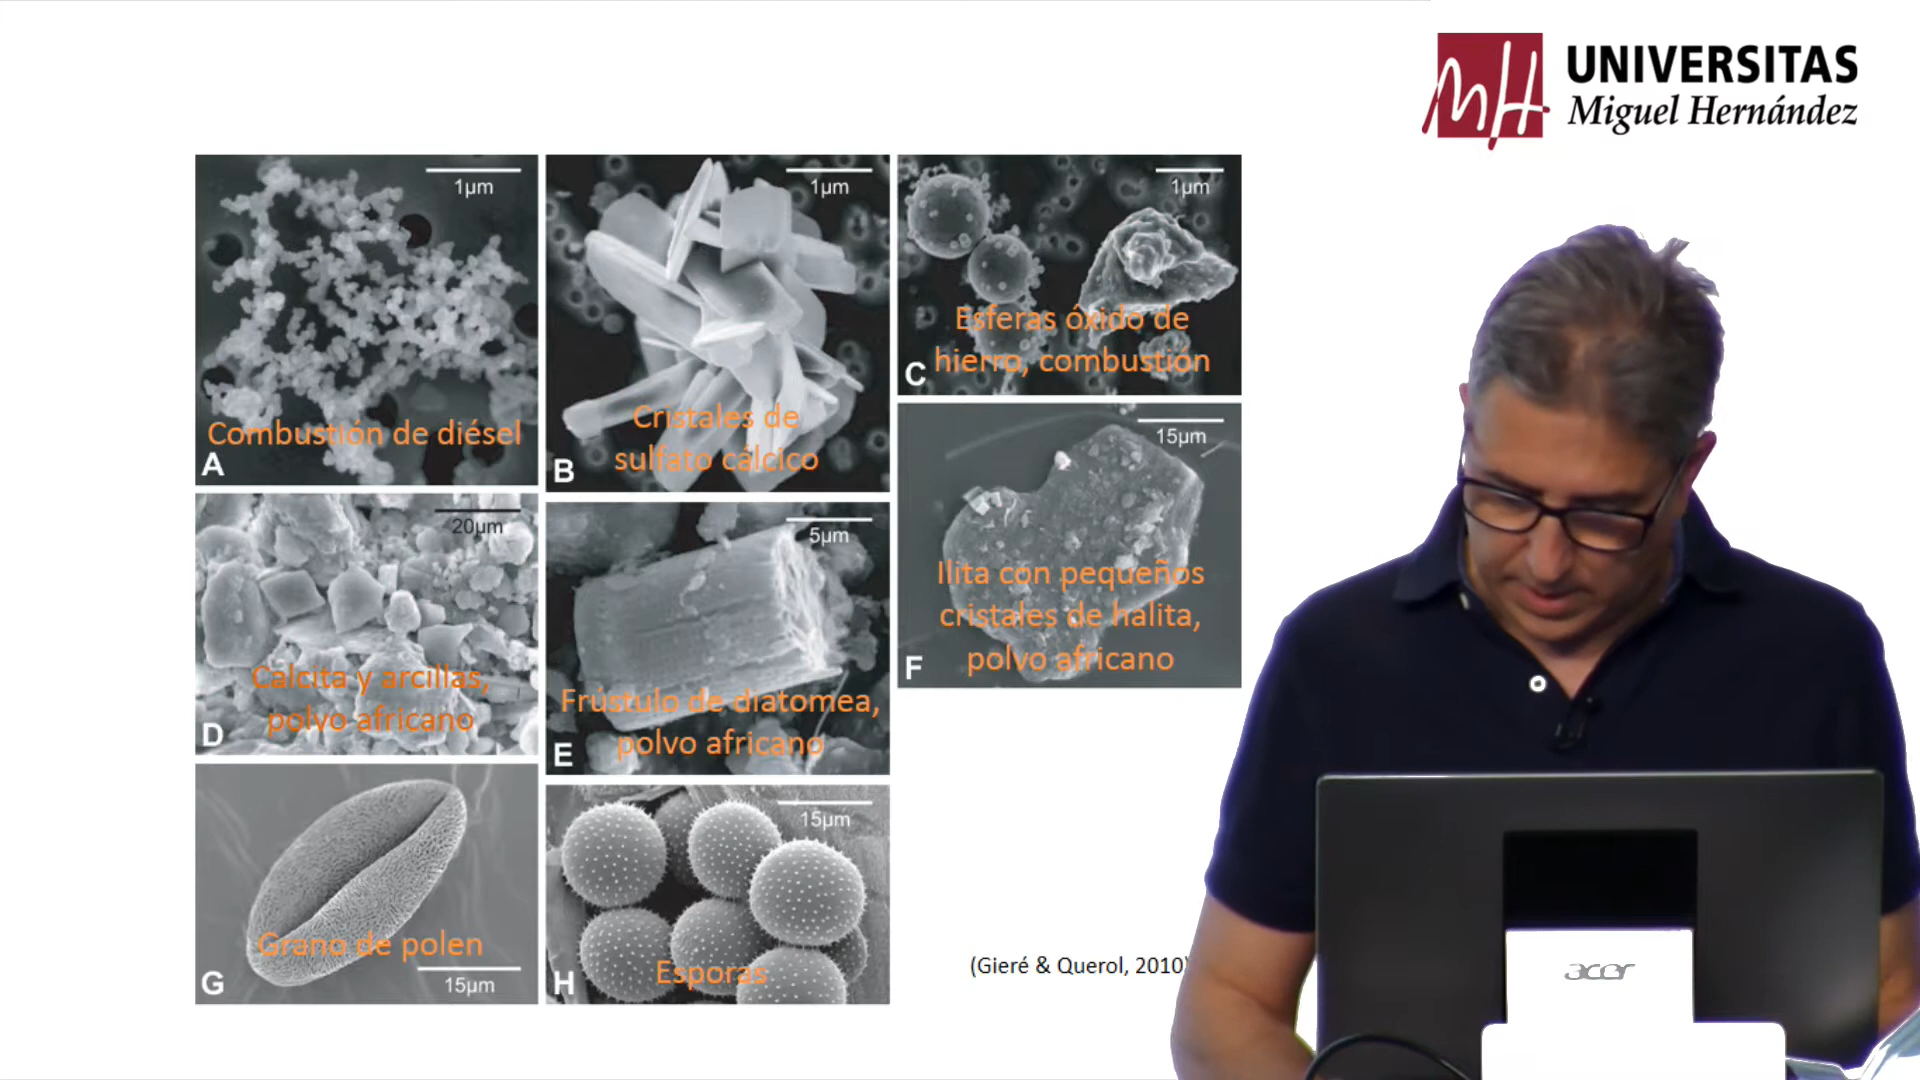 UNIVERSITAS
Miguel Hernández
1µm
Combustión de diésel
A
1µm
Cristales de
sulfato cálcico
B
1µm
Esferas óxido de
hierro, combustión
C
20µm
Calcita y arcillas,
polvo africano
D
5µm
Frústulo de diatomea,
polvo africano
E
15µm
Ilita con pequeños
cristales de halita,
polvo africano
F
Grano de polen
15µm
G
15µm
Esporas
H
(Gieré & Querol, 2010)
acer